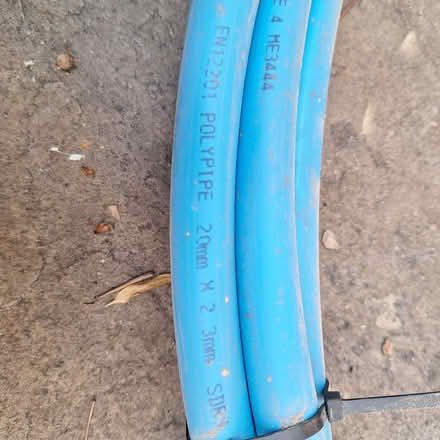 EN12201 POLYPIPE 20mm X 2 3mm SDR
E 4 ME3444